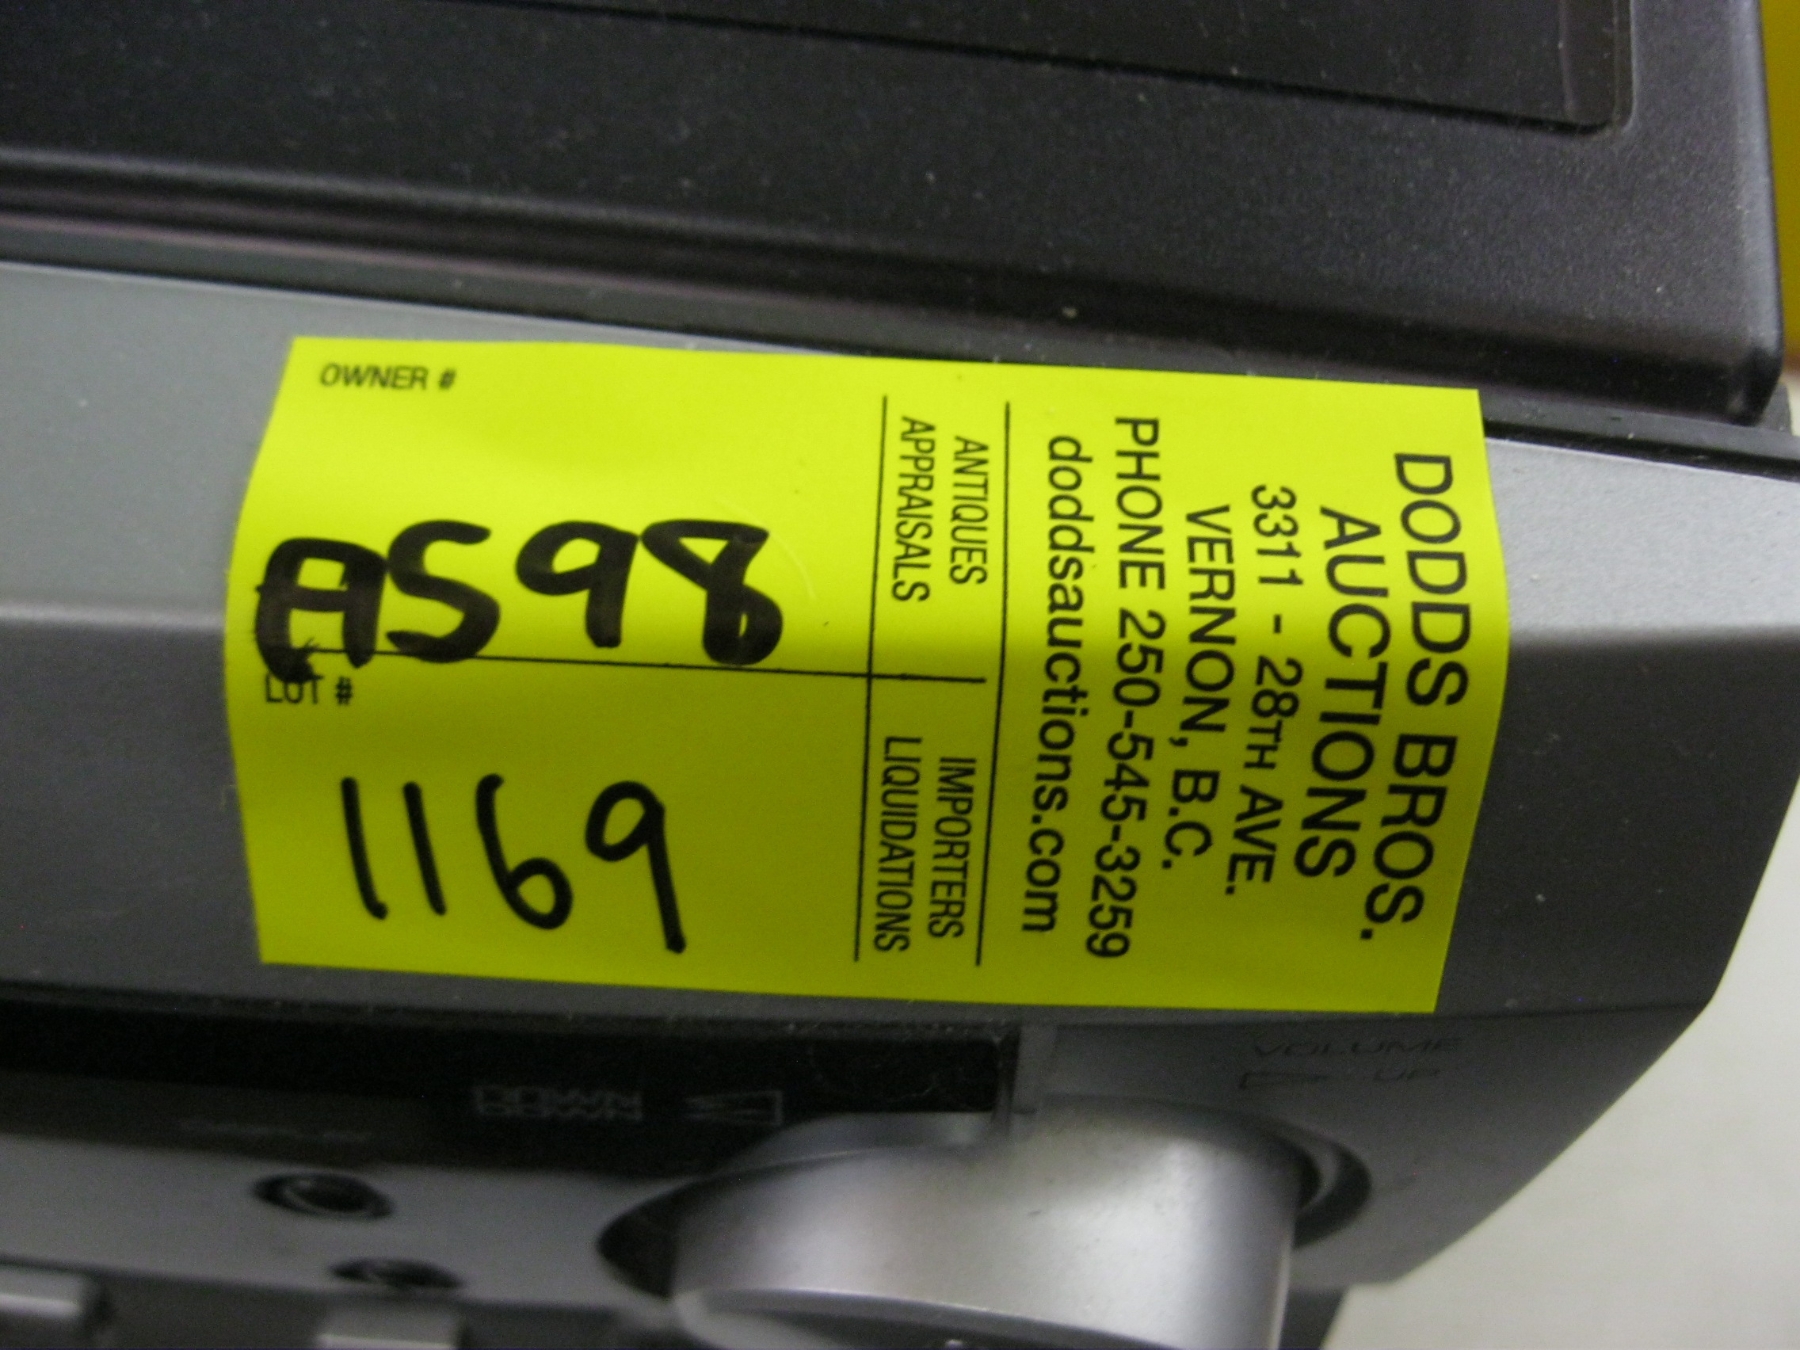 DODDS BROS.
AUCTIONS
3311 - 28TH AVE.
VERNON, B.C.
PHONE 250-545-3259
doddsauctions.com
ANTIQUES
APPRAISALS
IMPORTERS
LIQUIDATIONS
OWNER #
A598
LOT #
1169
VOLUME
UP
DOWN